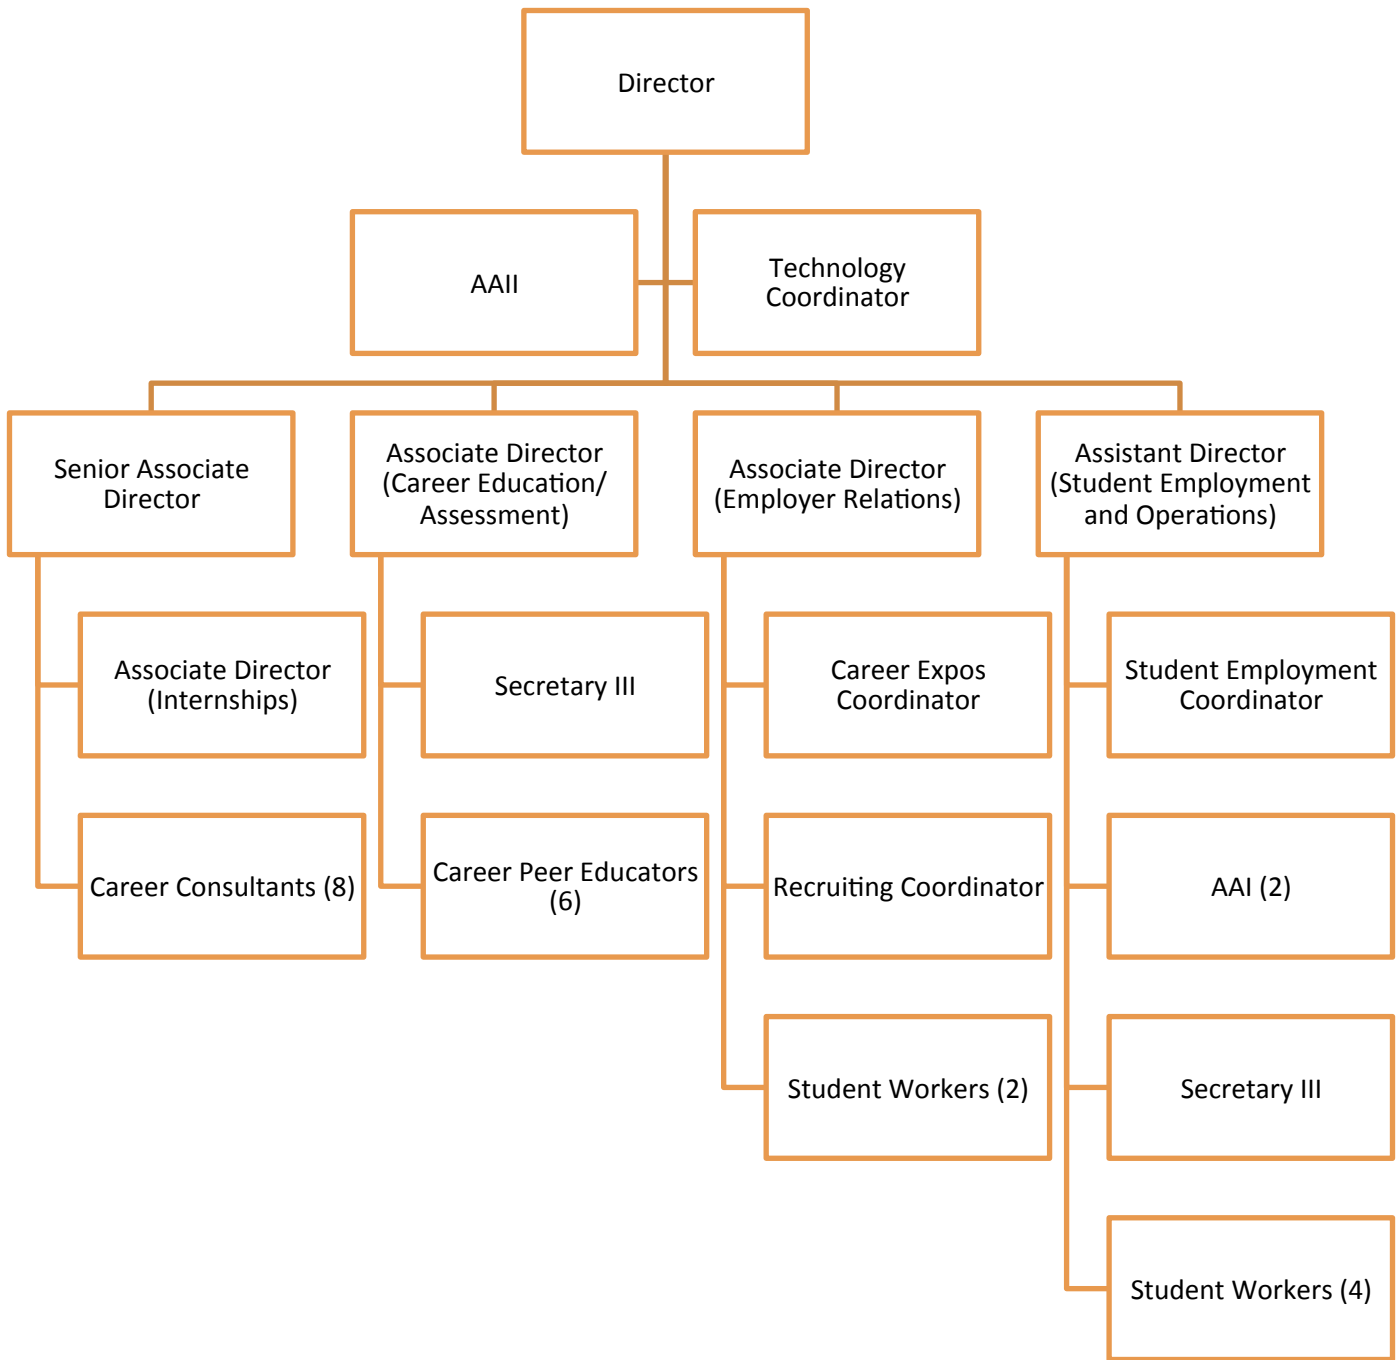 Director
AAII
Technology
Coordinator
Senior Associate
Director
Associate Director
(Career Education/
Assessment)
Associate Director
(Employer Relations)
Assistant Director
(Student Employment
and Operations)
Associate Director
(Internships)
Secretary III
Career Expos
Coordinator
Student Employment
Coordinator
Career Consultants (8)
Career Peer Educators
(6)
Recruiting Coordinator
AAI (2)
Student Workers (2)
Secretary III
Student Workers (4)